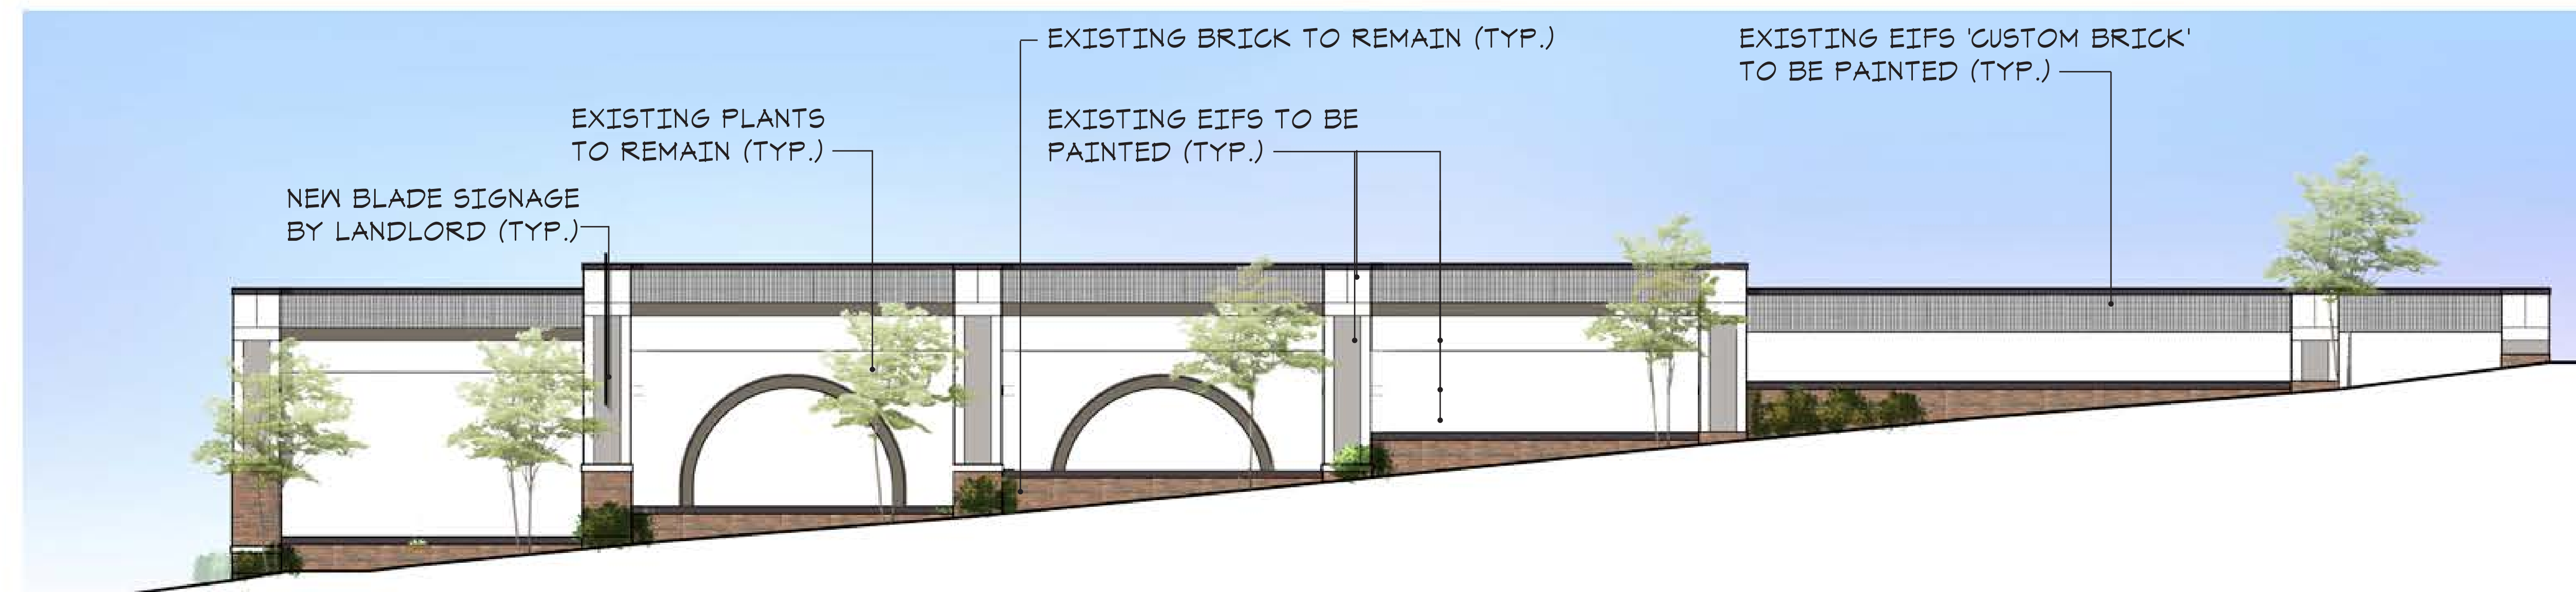 EXISTING BRICK TO REMAIN (TYP.)
EXISTING EIFS 'CUSTOM BRICK'
TO BE PAINTED (TYP.)
EXISTING PLANTS
TO REMAIN (TYP.)
EXISTING EIFS TO BE
PAINTED (TYP.)
NEW BLADE SIGNAGE
BY LANDLORD (TYP.)